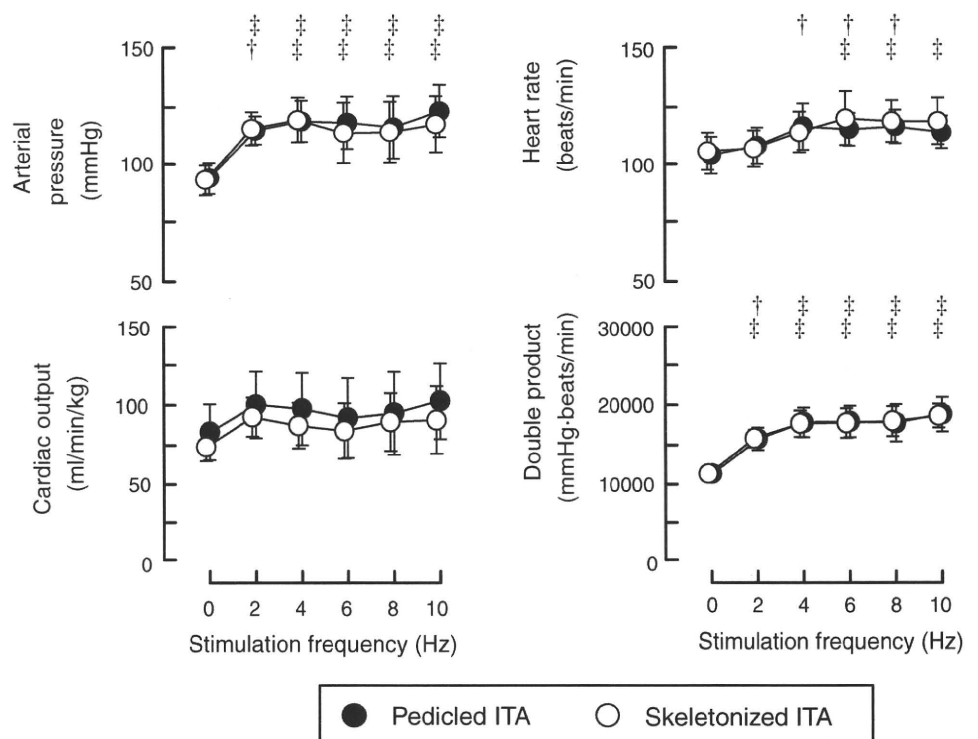 ‡ ‡ ‡ ‡ ‡
† ‡ ‡ ‡ ‡
150
100
50
Arterial
pressure
(mmHg)
† † †
‡ ‡ ‡
150
100
50
Heart rate
(beats/min)
150
100
50
0
Cardiac output
(ml/min/kg)
0 2 4 6 8 10
Stimulation frequency (Hz)
† ‡ ‡ ‡ ‡
‡ ‡ ‡ ‡ ‡
30000
20000
10000
0
Double product
(mmHg·beats/min)
0 2 4 6 8 10
Stimulation frequency (Hz)
Pedicled ITA Skeletonized ITA